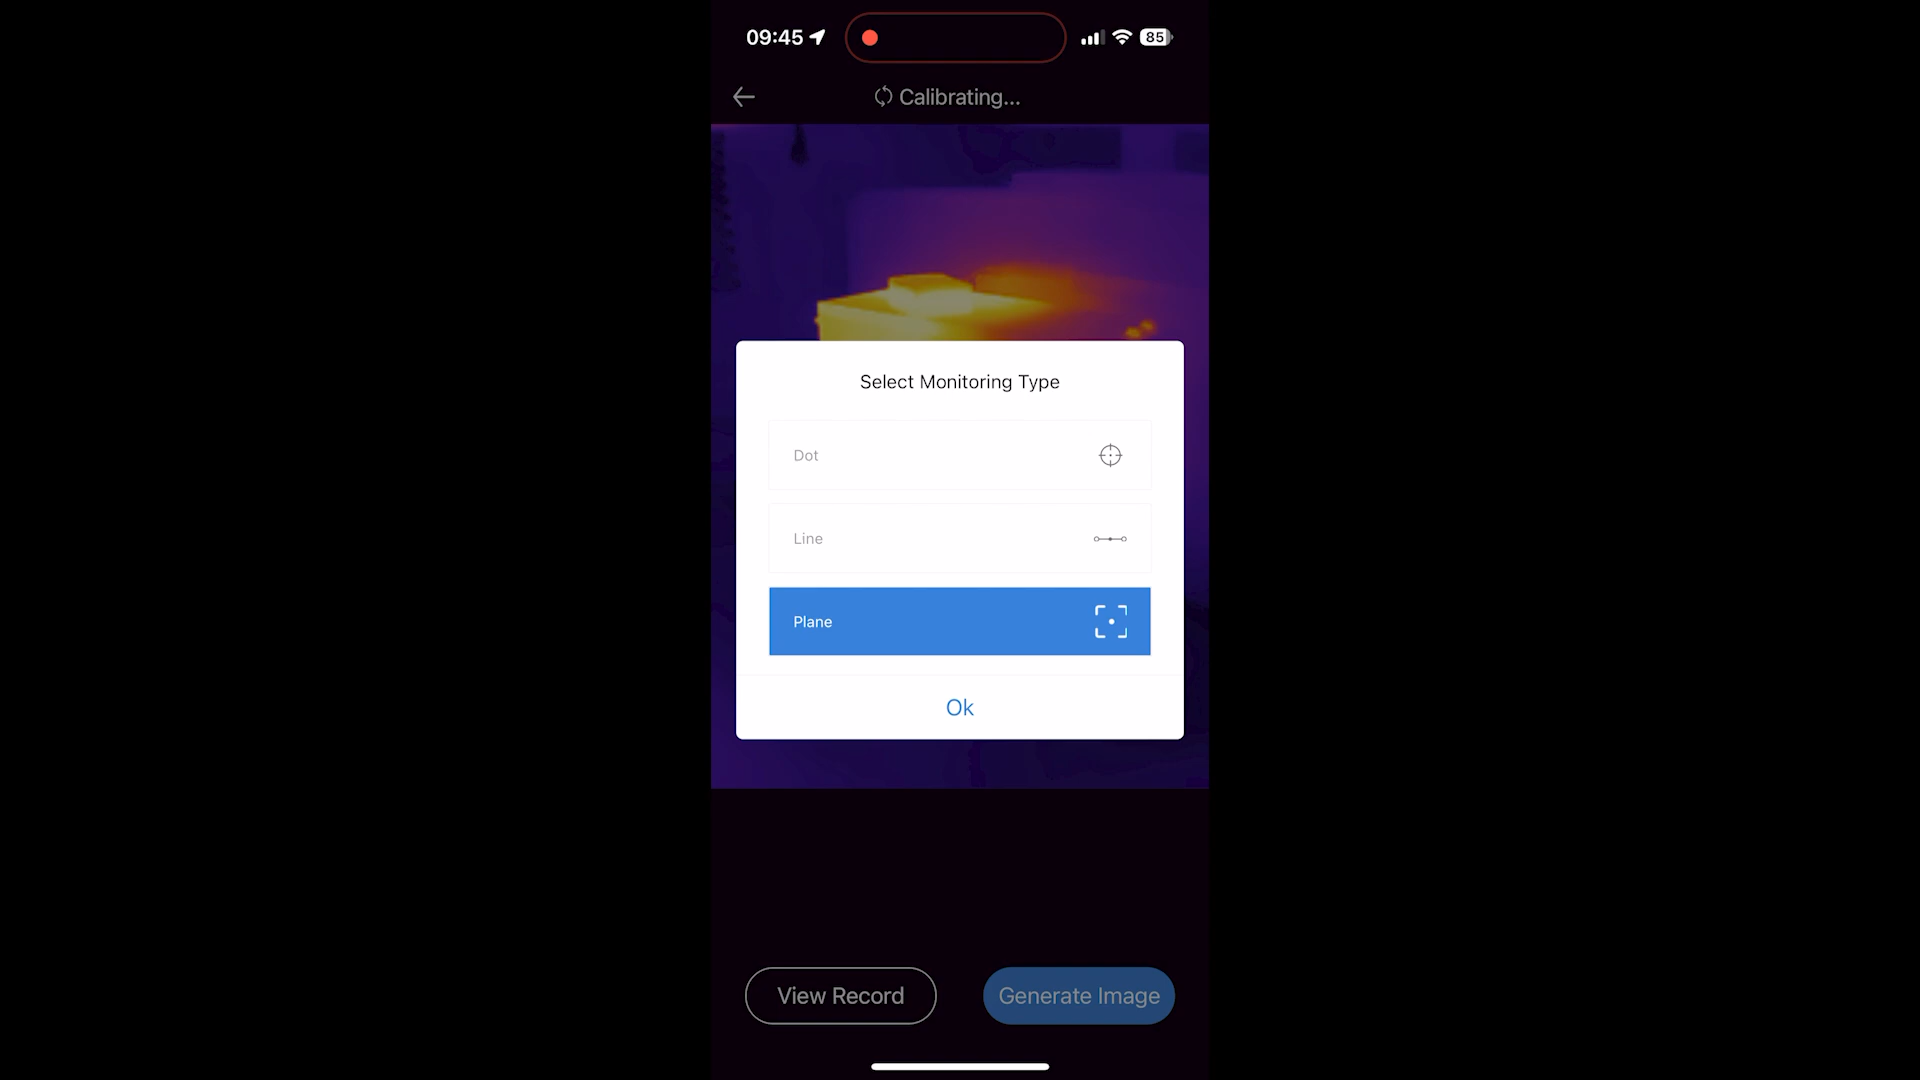 09:45
85
Calibrating...
Select Monitoring Type
Dot
Line
Plane
Ok
View Record
Generate Image